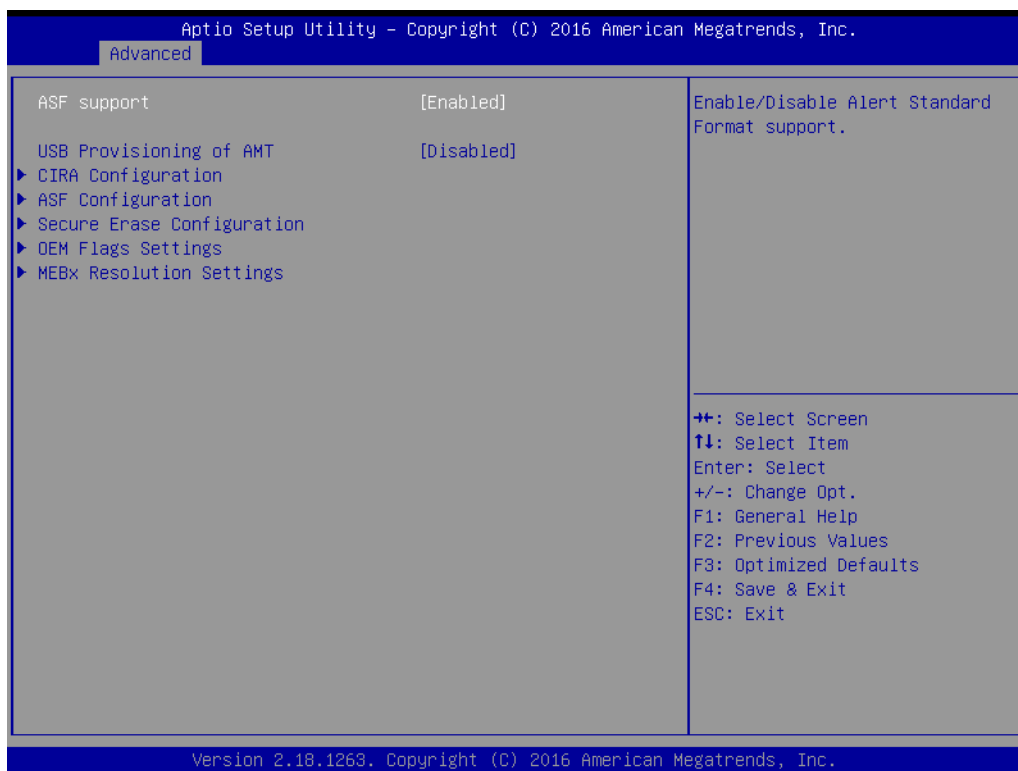 Aptio Setup Utility – Copyright (C) 2016 American Megatrends, Inc.
Advanced
ASF support [Enabled]
USB Provisioning of AMT [Disabled]
▶ CIRA Configuration
▶ ASF Configuration
▶ Secure Erase Configuration
▶ OEM Flags Settings
▶ MEBx Resolution Settings
Enable/Disable Alert Standard
Format support.
→←: Select Screen
↑↓: Select Item
Enter: Select
+/-: Change Opt.
F1: General Help
F2: Previous Values
F3: Optimized Defaults
F4: Save & Exit
ESC: Exit
Version 2.18.1263. Copyright (C) 2016 American Megatrends, Inc.